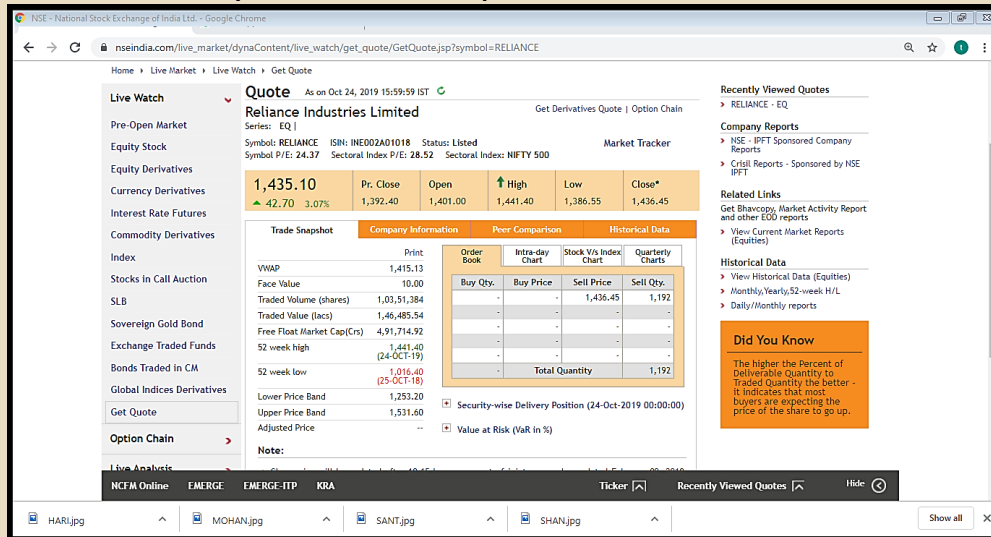 NSE - National Stock Exchange of India Ltd. - Google Chrome
nseindia.com/live_market/dynaContent/live_watch/get_quote/GetQuote.jsp?symbol=RELIANCE
t
Home › Live Market › Live Watch › Get Quote
Live Watch
Pre-Open Market
Equity Stock
Equity Derivatives
Currency Derivatives
Interest Rate Futures
Commodity Derivatives
Index
Stocks in Call Auction
SLB
Sovereign Gold Bond
Exchange Traded Funds
Bonds Traded in CM
Global Indices Derivatives
Get Quote
Option Chain
Live Analysis
Quote As on Oct 24, 2019 15:59:59 IST
Reliance Industries Limited
Get Derivatives Quote | Option Chain
Series: EQ |
Symbol: RELIANCE ISIN: INE002A01018 Status: Listed Market Tracker
Symbol P/E: 24.37 Sectoral Index P/E: 28.52 Sectoral Index: NIFTY 500
1,435.10 Pr. Close Open High Low Close*
42.70 3.07% 1,392.40 1,401.00 1,441.40 1,386.55 1,436.45
Trade Snapshot Company Information Peer Comparison Historical Data
Print
VWAP 1,415.13
Face Value 10.00
Traded Volume (shares) 1,03,51,384
Traded Value (lacs) 1,46,485.54
Free Float Market Cap(Crs) 4,91,714.92
52 week high 1,441.40
(24-OCT-19)
52 week low 1,016.40
(25-OCT-18)
Lower Price Band 1,253.20
Upper Price Band 1,531.60
Adjusted Price --
Note:
Order Book
Intra-day Chart
Stock V/s Index Chart
Quarterly Charts
Buy Qty. Buy Price Sell Price Sell Qty.
- - 1,436.45 1,192
- - - -
- - - -
- - - -
- - - -
- Total Quantity 1,192
Security-wise Delivery Position (24-Oct-2019 00:00:00)
Value at Risk (VaR in %)
Recently Viewed Quotes
RELIANCE - EQ
Company Reports
NSE - IPFT Sponsored Company
Reports
Crisil Reports - Sponsored by NSE
IPFT
Related Links
Get Bhavcopy, Market Activity Report
and other EOD reports
View Current Market Reports
(Equities)
Historical Data
View Historical Data (Equities)
Monthly,Yearly,52-week H/L
Daily/Monthly reports
Did You Know
The higher the Percent of
Deliverable Quantity to
Traded Quantity the better -
it indicates that most
buyers are expecting the
price of the share to go up.
NCFM Online EMERGE EMERGE-ITP KRA Ticker Recently Viewed Quotes Hide
HARI.jpg MOHAN.jpg SANT.jpg SHAN.jpg Show all